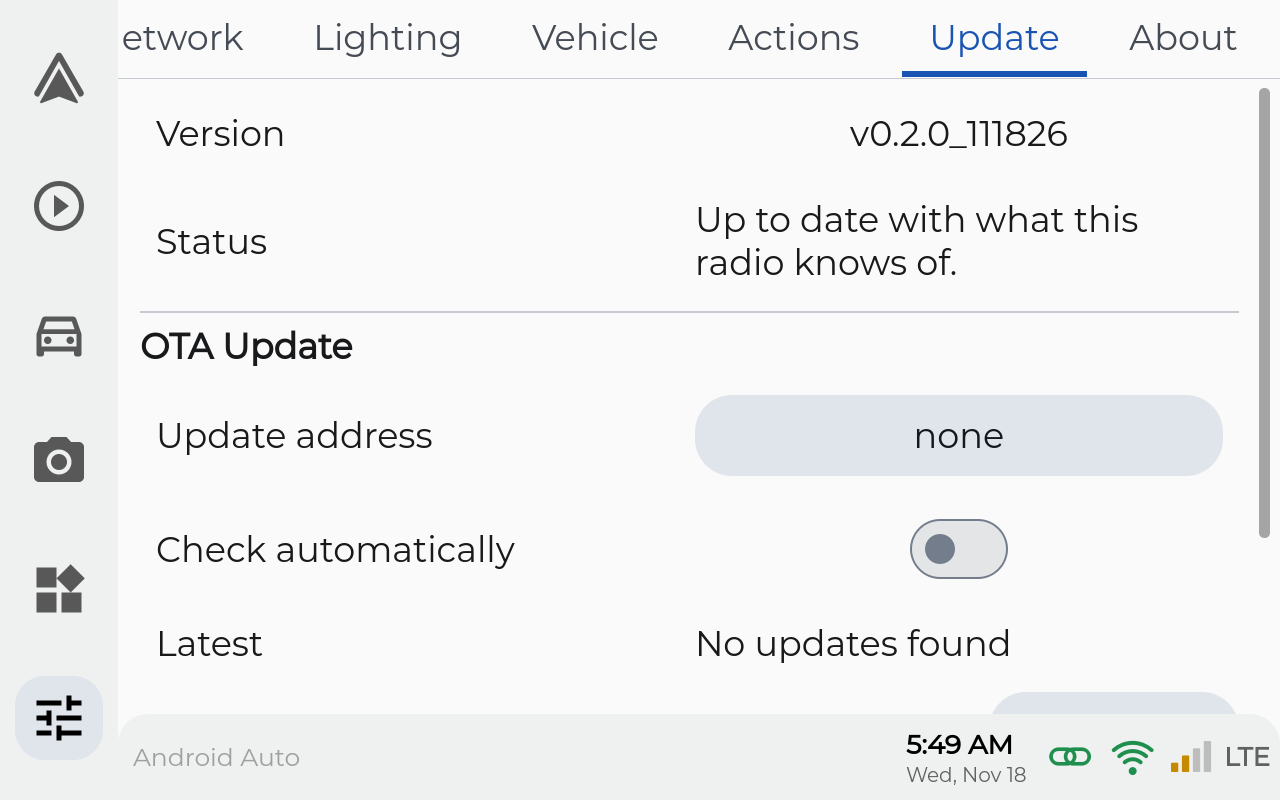 etwork Lighting Vehicle Actions Update About
Version v0.2.0_111826
Status Up to date with what this
radio knows of.
OTA Update
Update address none
Check automatically
Latest No updates found
Android Auto 5:49 AM LTE
Wed, Nov 18